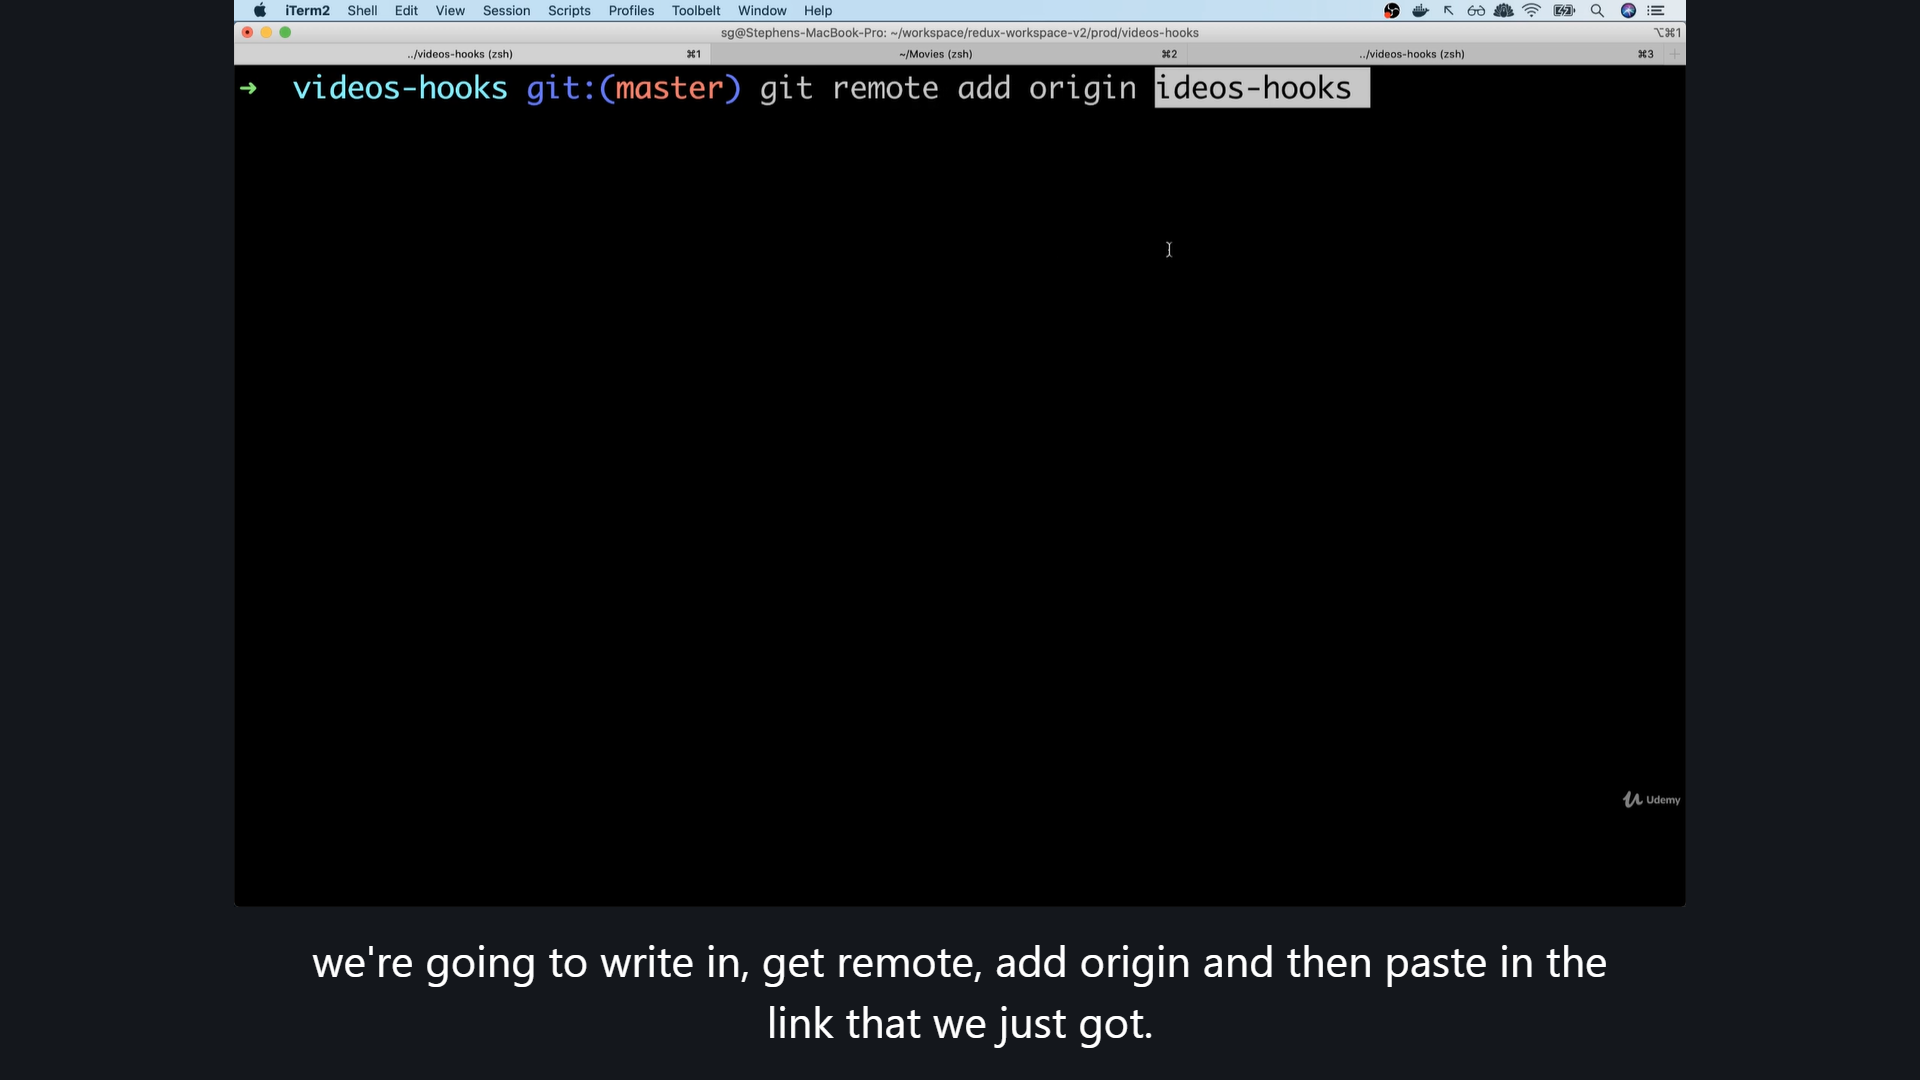 iTerm2 Shell Edit View Session Scripts Profiles Toolbelt Window Help
sg@Stephens-MacBook-Pro: ~/workspace/redux-workspace-v2/prod/videos-hooks ⌥⌘1
../videos-hooks (zsh) ⌘1 ~/Movies (zsh) ⌘2 ../videos-hooks (zsh) ⌘3
➜ videos-hooks git:(master) git remote add origin ideos-hooks
Udemy
we're going to write in, get remote, add origin and then paste in the
link that we just got.